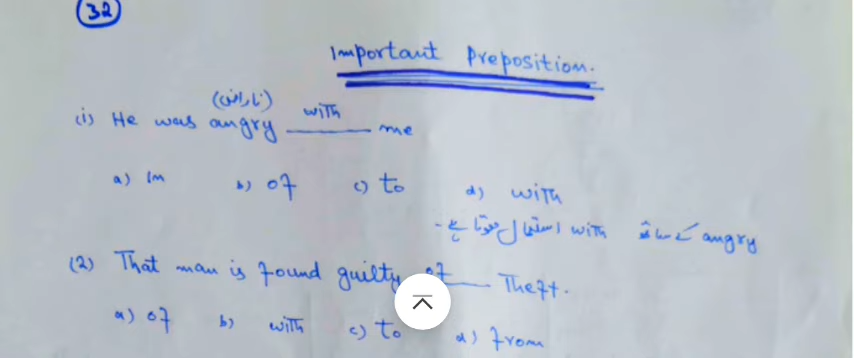 32
Important Preposition.
(ناراض)
(i) He was angry with me
a) In b) of c) to d) with
angry کے ساتھ with استعمال ہوتا ہے -
(2) That man is found guilty of Theft.
a) of b) with c) to d) from